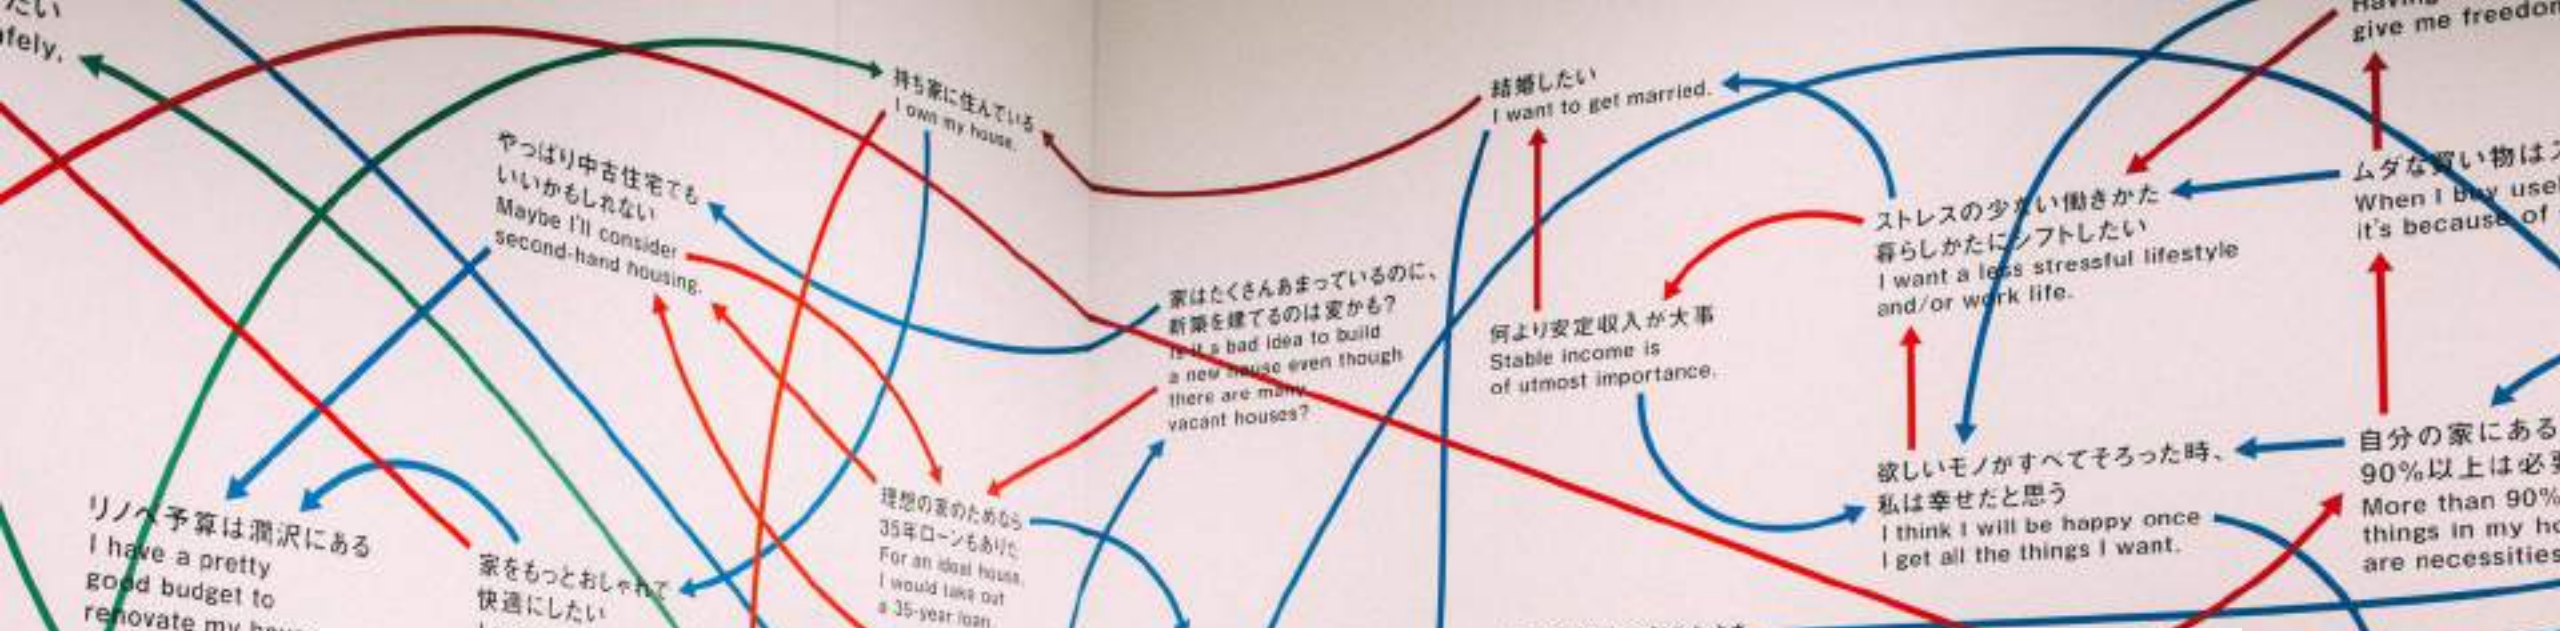 たい
fely.
持ち家に住んでいる
I own my house.
やっぱり中古住宅でも
いいかもしれない
Maybe I'll consider
second-hand housing.
家はたくさんあまっているのに、
新築を建てるのは変かも?
Is it a bad idea to build
a new house even though
there are many
vacant houses?
結婚したい
I want to get married.
何より安定収入が大事
Stable income is
of utmost importance.
ストレスの少ない働きかた
暮らしかたにシフトしたい
I want a less stressful lifestyle
and/or work life.
Having
give me freedom
ムダな買い物は
When I buy usel
it's because of
欲しいモノがすべてそろった時、
私は幸せだと思う
I think I will be happy once
I get all the things I want.
自分の家にある
90%以上は必要
More than 90%
things in my ho
are necessities
リノベ予算は潤沢にある
I have a pretty
good budget to
renovate my hous
家をもっとおしゃれで
快適にしたい
理想の家のためなら
35年ローンもありだ
For an ideal house,
I would take out
a 35-year loan.